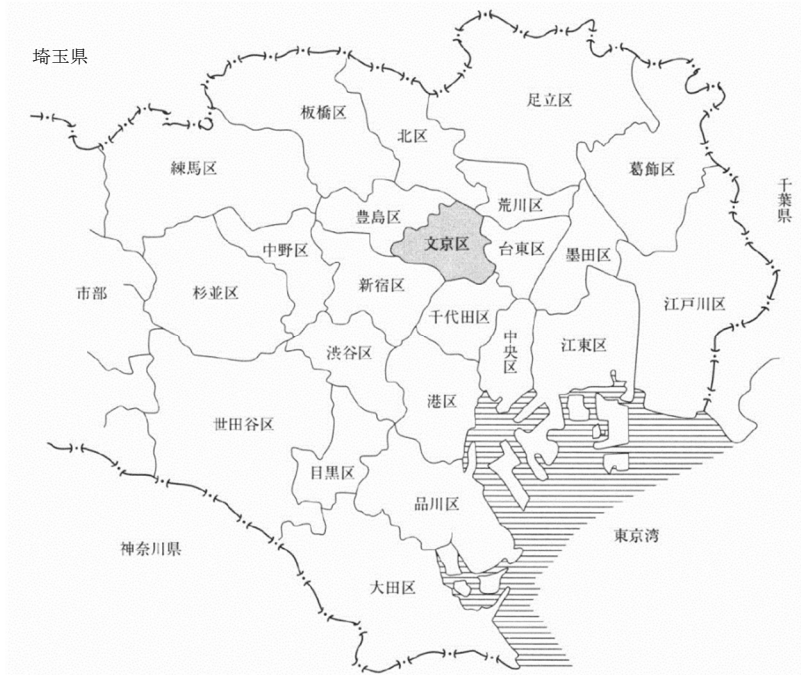 埼玉県
足立区
板橋区
北区
練馬区
葛飾区
千葉県
荒川区
豊島区
文京区
台東区
中野区
墨田区
新宿区
市部
杉並区
江戸川区
千代田区
中央区
江東区
渋谷区
港区
世田谷区
目黒区
品川区
東京湾
神奈川県
大田区